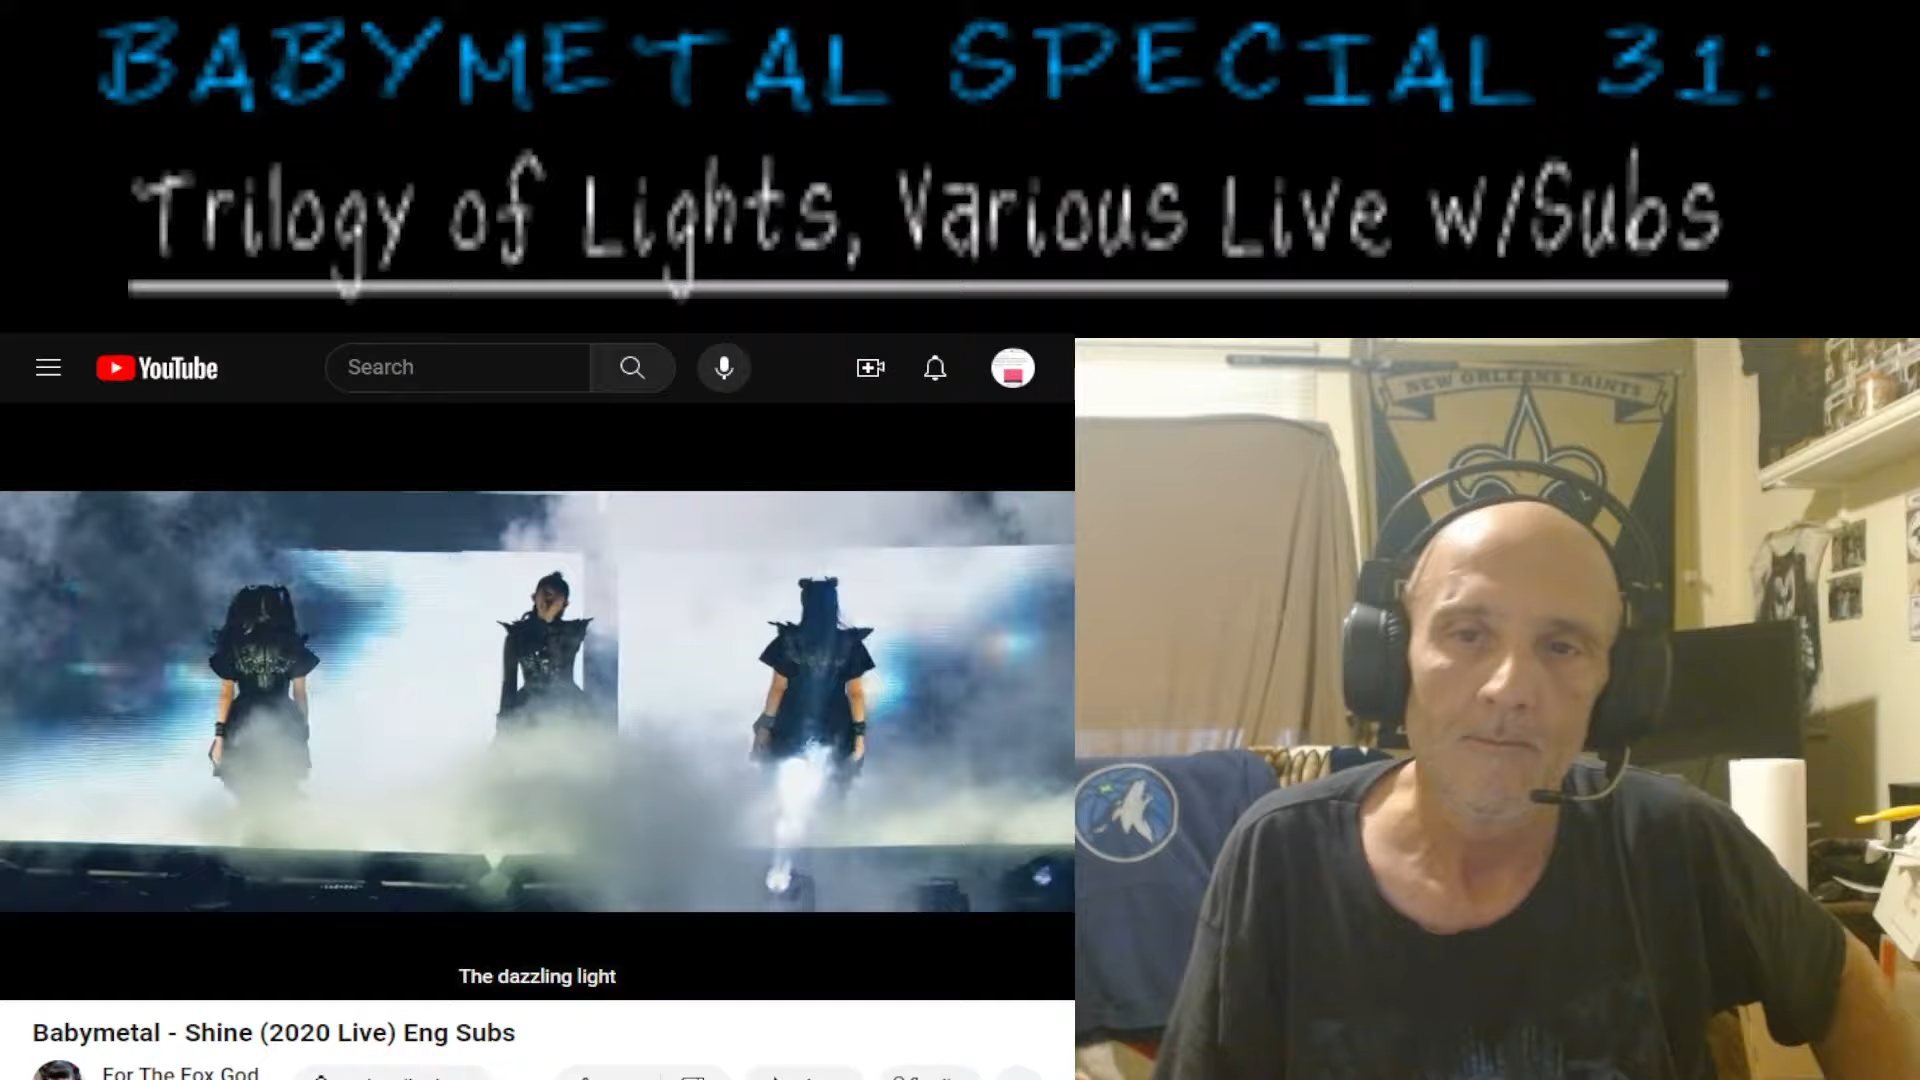 BABYMETAL SPECIAL 31:
Trilogy of Lights, Various Live w/Subs
YouTube
Search
NEW ORLEANS SAINTS
The dazzling light
Babymetal - Shine (2020 Live) Eng Subs
For The Fox God